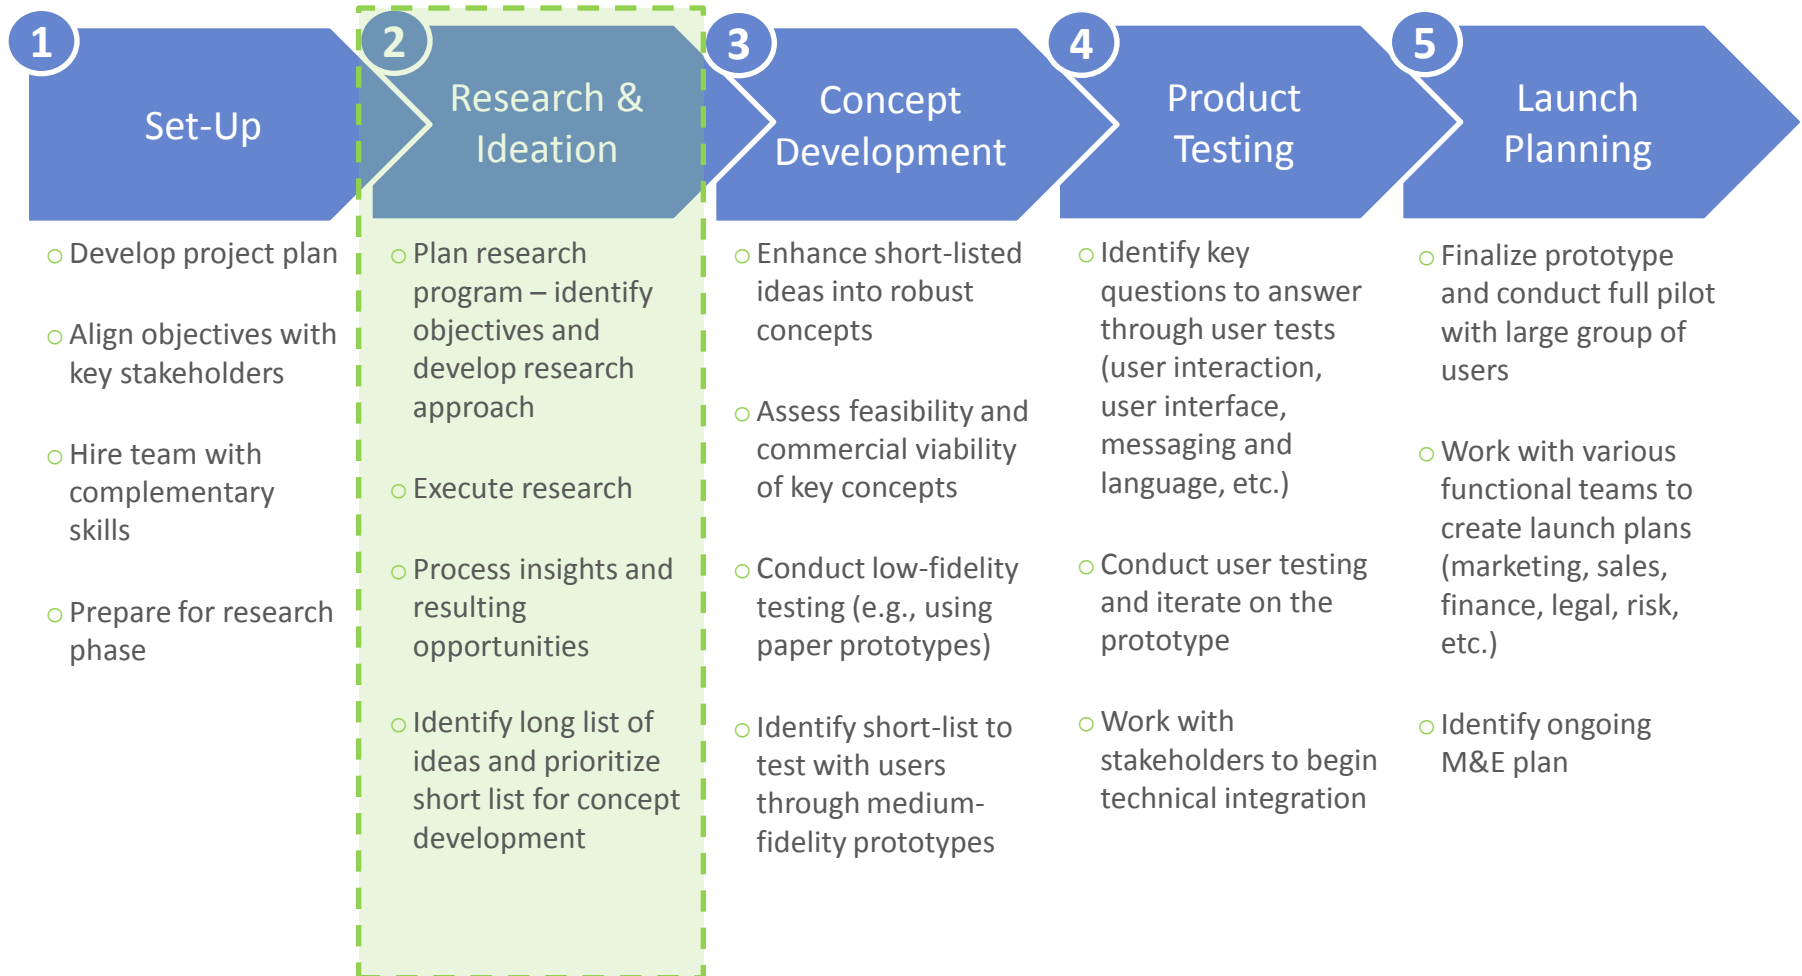 1
Set-Up
○ Develop project plan
○ Align objectives with
key stakeholders
○ Hire team with
complementary
skills
○ Prepare for research
phase
2
Research &
Ideation
○ Plan research
program – identify
objectives and
develop research
approach
○ Execute research
○ Process insights and
resulting
opportunities
○ Identify long list of
ideas and prioritize
short list for concept
development
3
Concept
Development
○ Enhance short-listed
ideas into robust
concepts
○ Assess feasibility and
commercial viability
of key concepts
○ Conduct low-fidelity
testing (e.g., using
paper prototypes)
○ Identify short-list to
test with users
through medium-
fidelity prototypes
4
Product
Testing
○ Identify key
questions to answer
through user tests
(user interaction,
user interface,
messaging and
language, etc.)
○ Conduct user testing
and iterate on the
prototype
○ Work with
stakeholders to begin
technical integration
5
Launch
Planning
○ Finalize prototype
and conduct full pilot
with large group of
users
○ Work with various
functional teams to
create launch plans
(marketing, sales,
finance, legal, risk,
etc.)
○ Identify ongoing
M&E plan